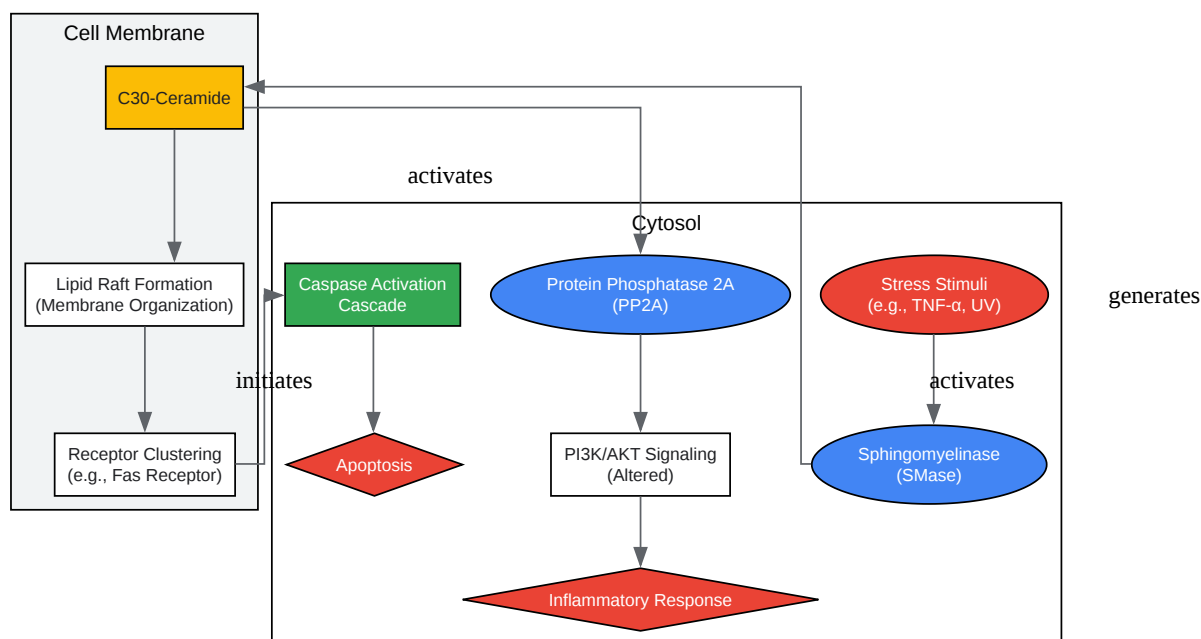 Cell Membrane
C30-Ceramide
activates
Cytosol
Lipid Raft Formation
(Membrane Organization)
Caspase Activation
Cascade
Protein Phosphatase 2A
(PP2A)
Stress Stimuli
(e.g., TNF-α, UV)
generates
initiates
activates
Receptor Clustering
(e.g., Fas Receptor)
Apoptosis
PI3K/AKT Signaling
(Altered)
Sphingomyelinase
(SMase)
Inflammatory Response